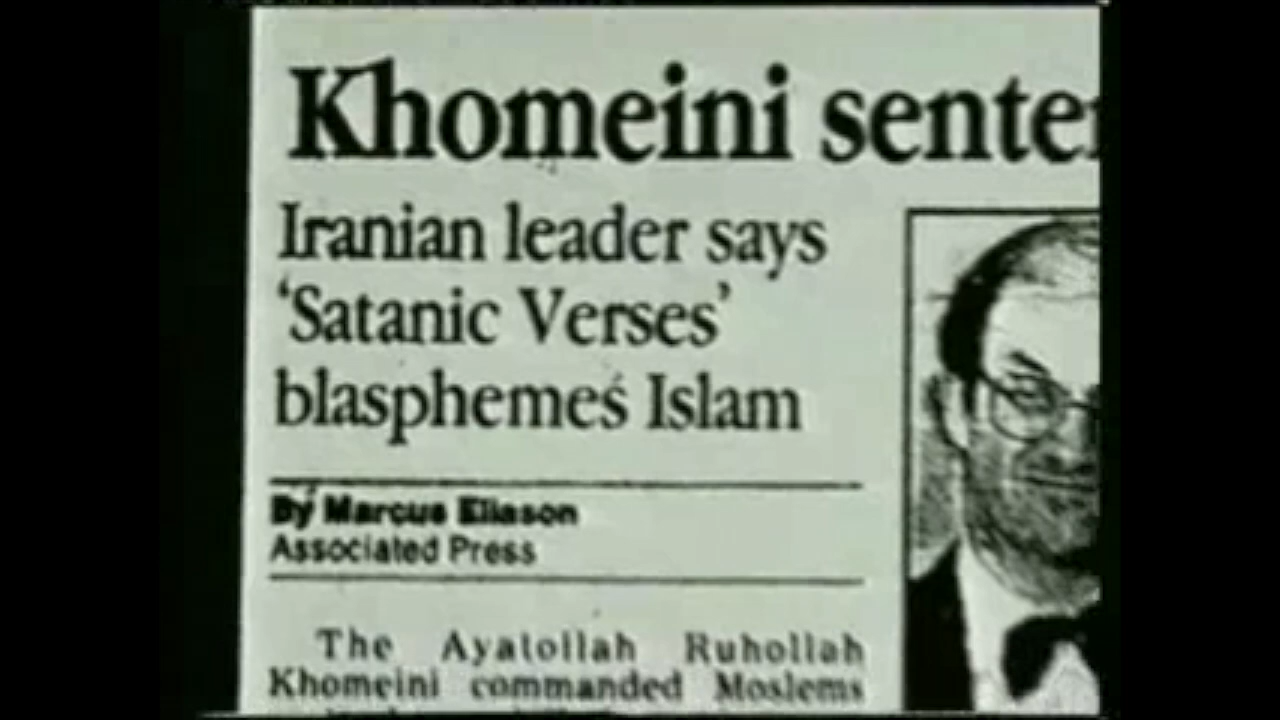 Khomeini senter
Iranian leader says
‘Satanic Verses’
blasphemes Islam
By Marcus Eliason
Associated Press
The Ayatollah Ruhollah
Khomeini commanded Moslems